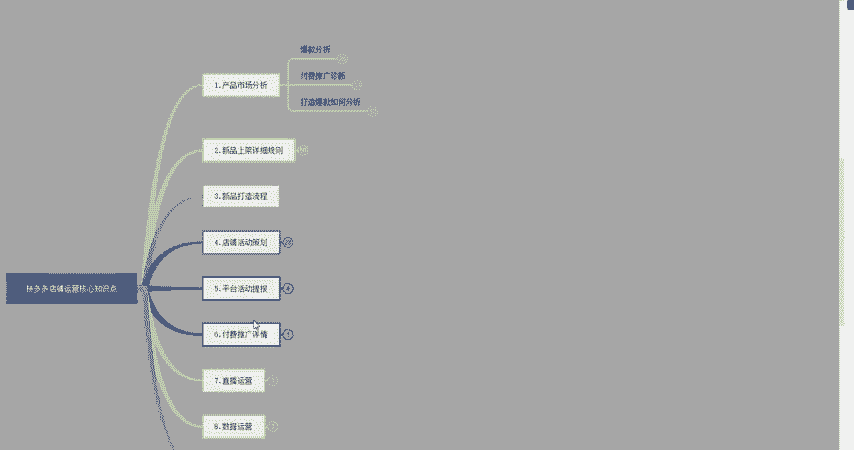 爆款分析
付费推广诊断
1.产品市场分析
打造爆款如何分析
2.新品上架详细规则
3.新品打造流程
4.店铺活动策划
5.平台活动提报
拼多多店铺运营核心知识点
6.付费推广详情
7.直播运营
8.数据运营